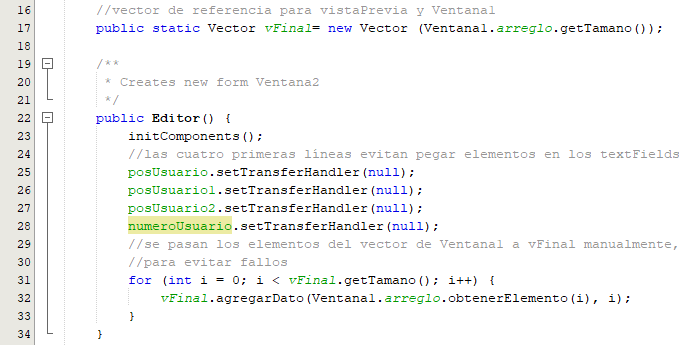 16 //vector de referencia para vistaPrevia y Ventana1
17 public static Vector vFinal= new Vector (Ventana1.arreglo.getTamano());
18
19 /**
20 * Creates new form Ventana2
21 */
22 public Editor() {
23 initComponents();
24 //las cuatro primeras líneas evitan pegar elementos en los textFields
25 posUsuario.setTransferHandler(null);
26 posUsuario1.setTransferHandler(null);
27 posUsuario2.setTransferHandler(null);
28 numeroUsuario.setTransferHandler(null);
29 //se pasan los elementos del vector de Ventana1 a vFinal manualmente,
30 //para evitar fallos
31 for (int i = 0; i < vFinal.getTamano(); i++) {
32 vFinal.agregarDato(Ventana1.arreglo.obtenerElemento(i), i);
33 }
34 }